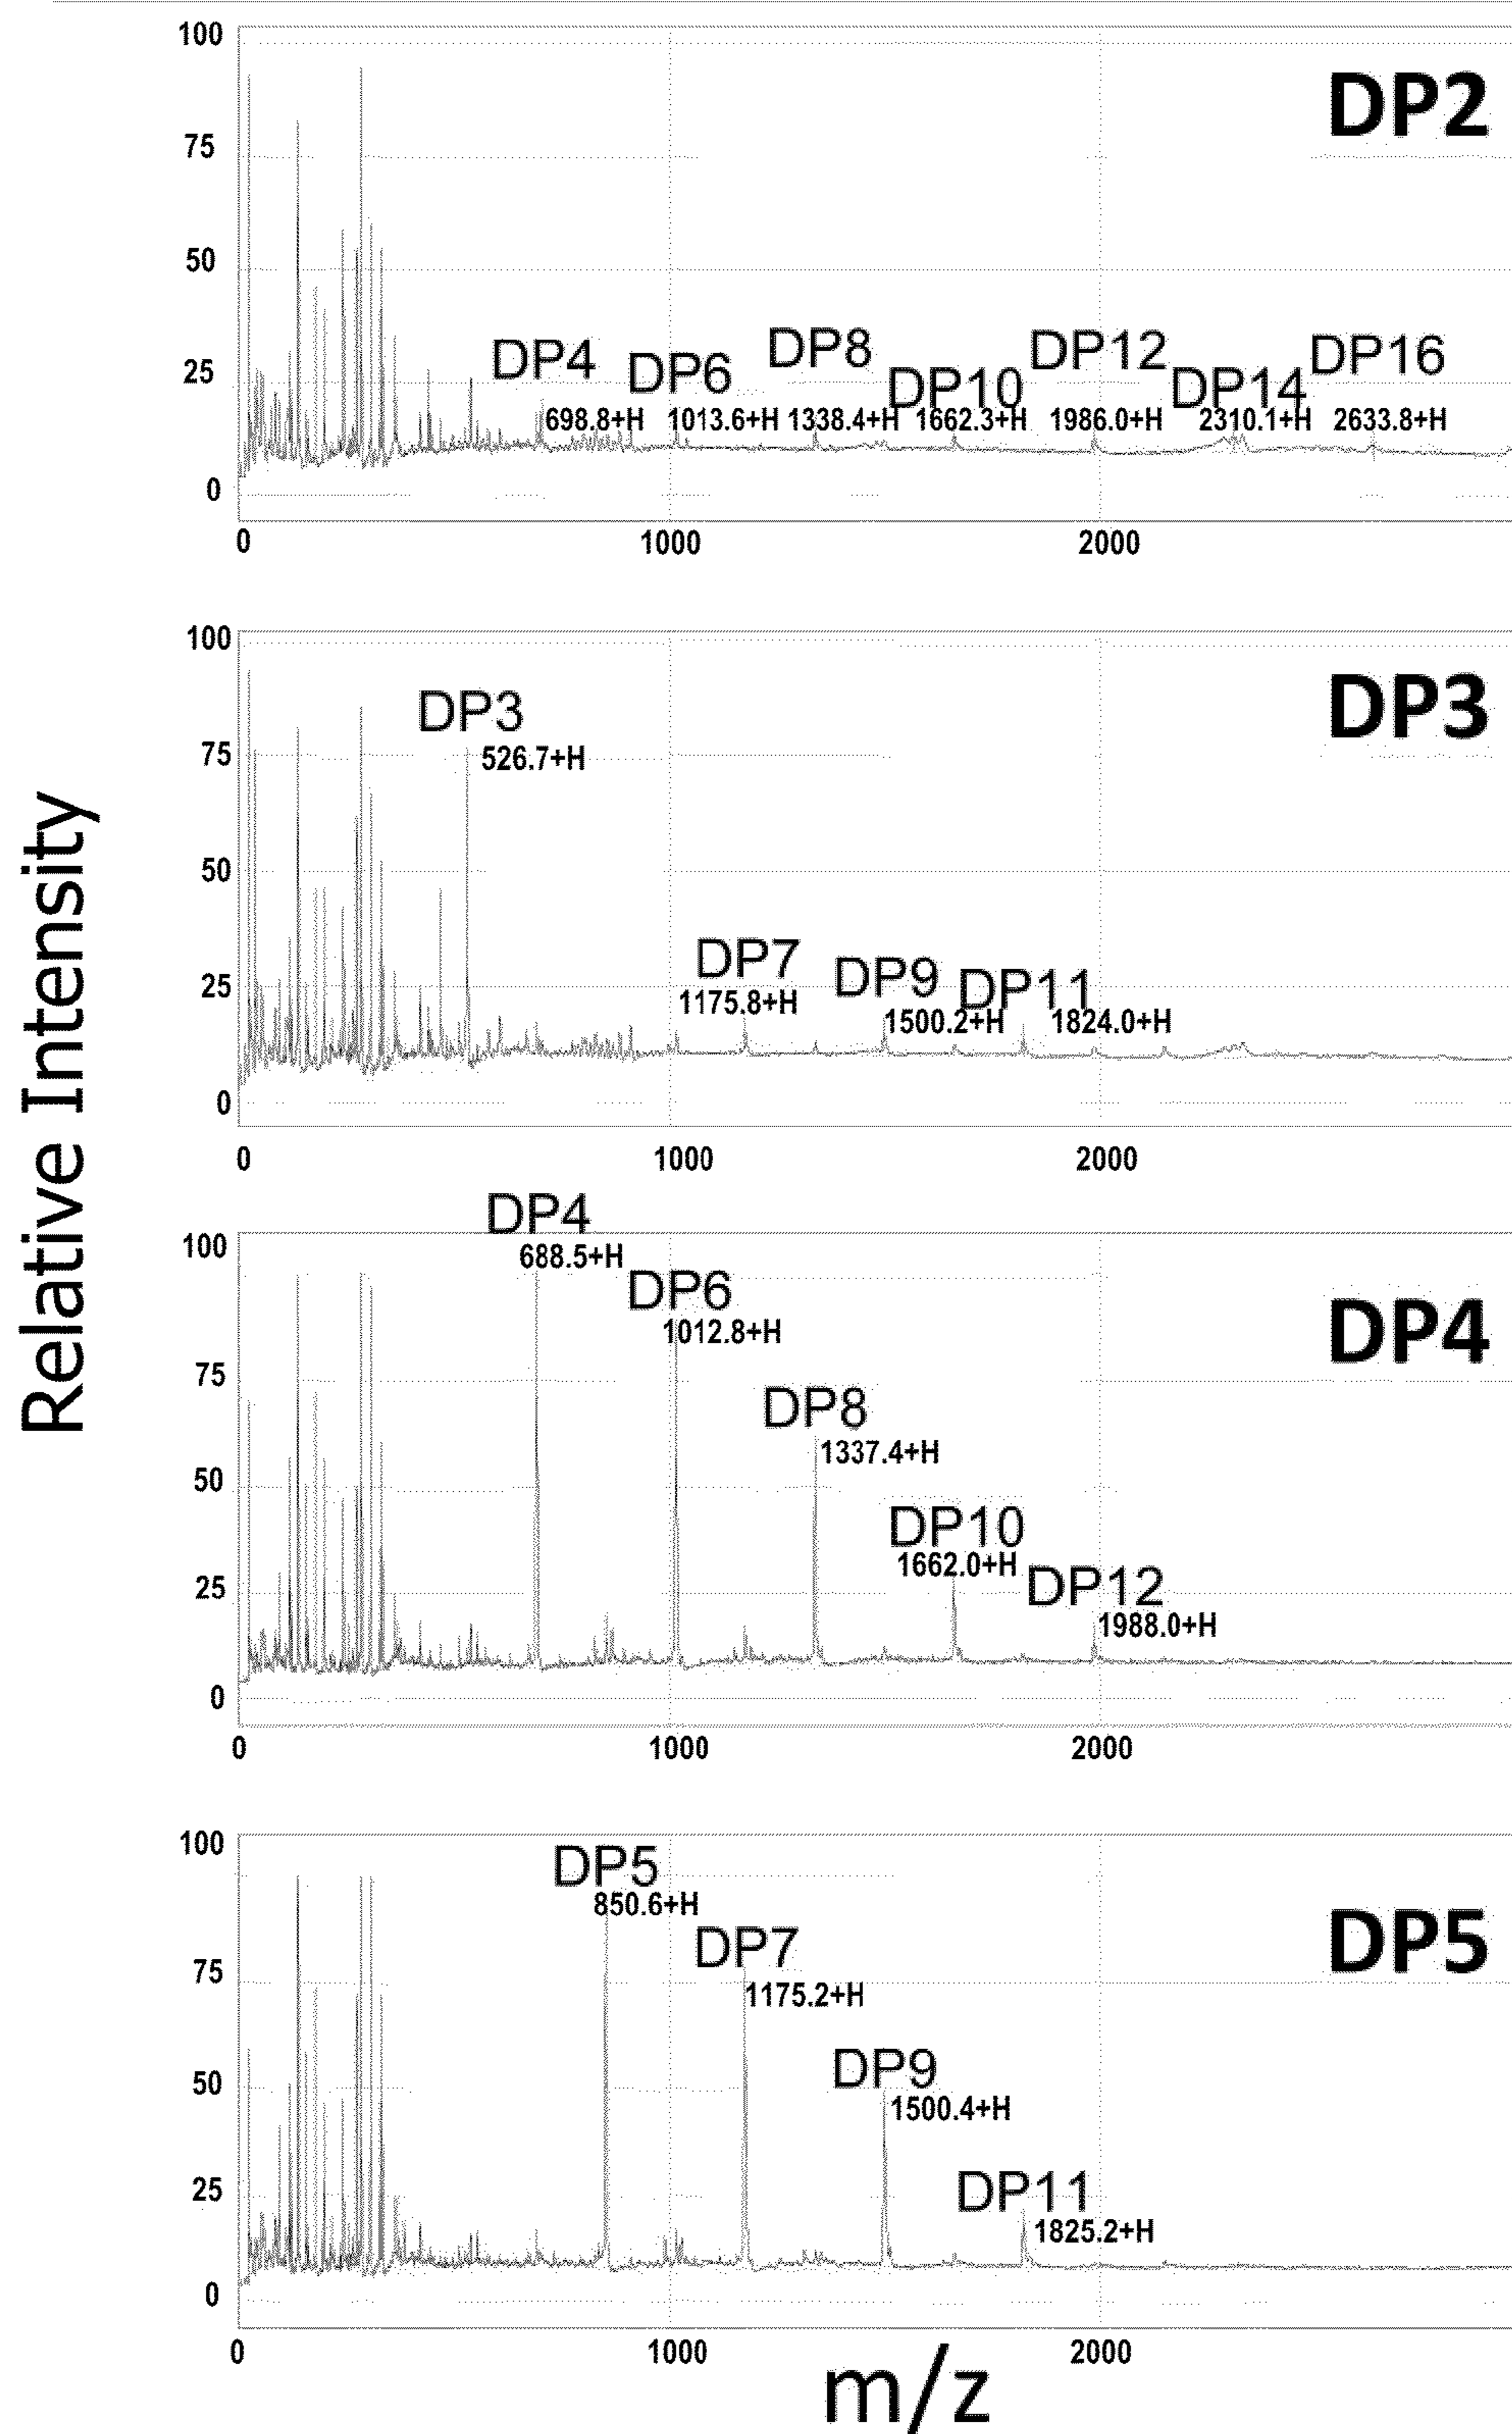 Relative Intensity
100
DP2
75
50
DP4 DP6 DP8 DP10 DP12 DP14 DP16
25
698.8+H 1013.6+H 1338.4+H 1662.3+H 1986.0+H 2310.1+H 2633.8+H
0
0 1000 2000
100
DP3
DP3
75
526.7+H
50
DP7 DP9 DP11
25
1175.8+H 1500.2+H 1824.0+H
0
0 1000 2000
DP4
100
688.5+H
DP6
1012.8+H
DP4
75
DP8
1337.4+H
50
DP10
1662.0+H
25
DP12
1988.0+H
0
0 1000 2000
100
DP5
850.6+H
DP7
DP5
75
1175.2+H
DP9
50
1500.4+H
25
DP11
1825.2+H
0
0 1000 2000
m/z